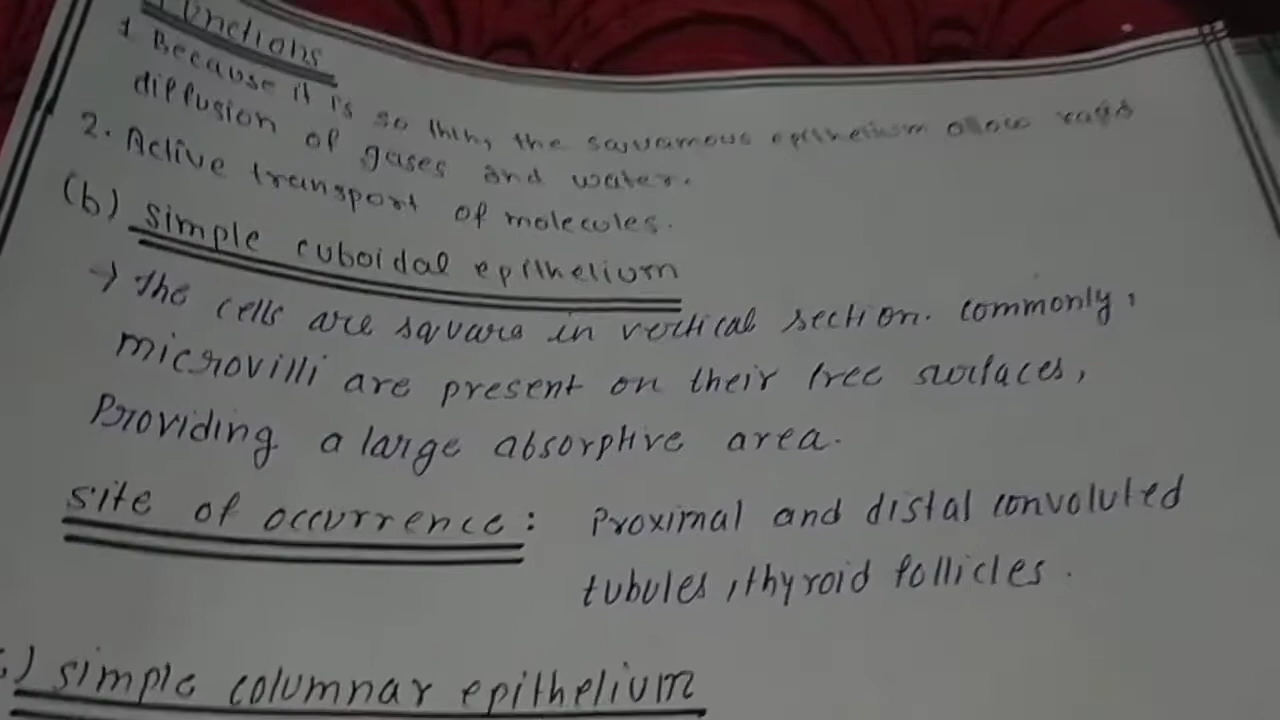 Functions
1 Because it is so thin, the squamous epithelium allow rapid
diffusion of gases and water.
2. Active transport of molecules.
(b) simple cuboidal epithelium
→ The cells are square in vertical section. commonly,
microvilli are present on their free surfaces,
Providing a large absorptive area.
site of occurrence: Proximal and distal convoluted
tubules, thyroid follicles.
) simple columnar epithelium